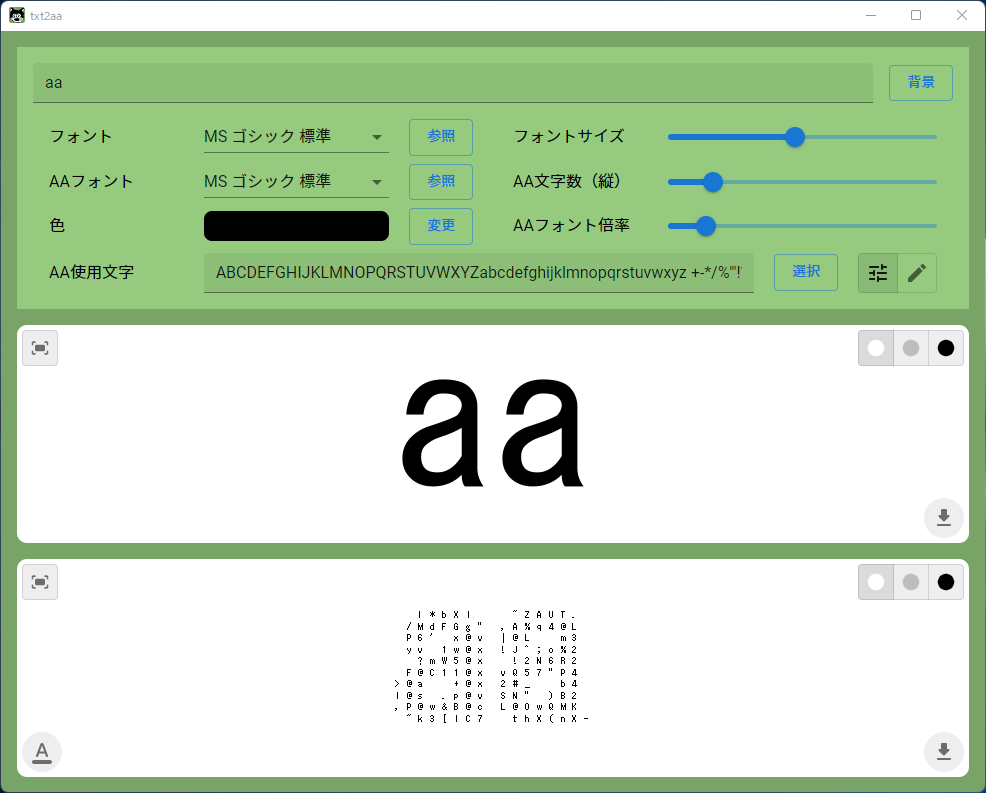 txt2aa
aa
背景
フォント
MS ゴシック 標準
参照
フォントサイズ
AAフォント
MS ゴシック 標準
参照
AA文字数（縦）
色
変更
AAフォント倍率
AA使用文字
ABCDEFGHIJKLMNOPQRSTUVWXYZabcdefghijklmnopqrstuvwxyz +-*/%'"!
選択
aa
A